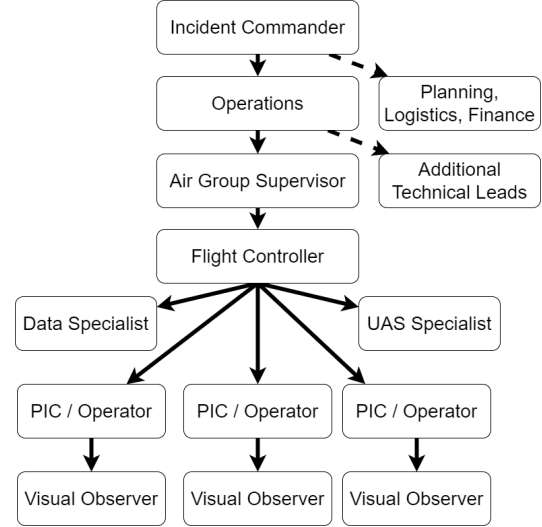 Incident Commander
Planning,
Logistics, Finance
Operations
Additional
Technical Leads
Air Group Supervisor
Flight Controller
Data Specialist
UAS Specialist
PIC / Operator
PIC / Operator
PIC / Operator
Visual Observer
Visual Observer
Visual Observer